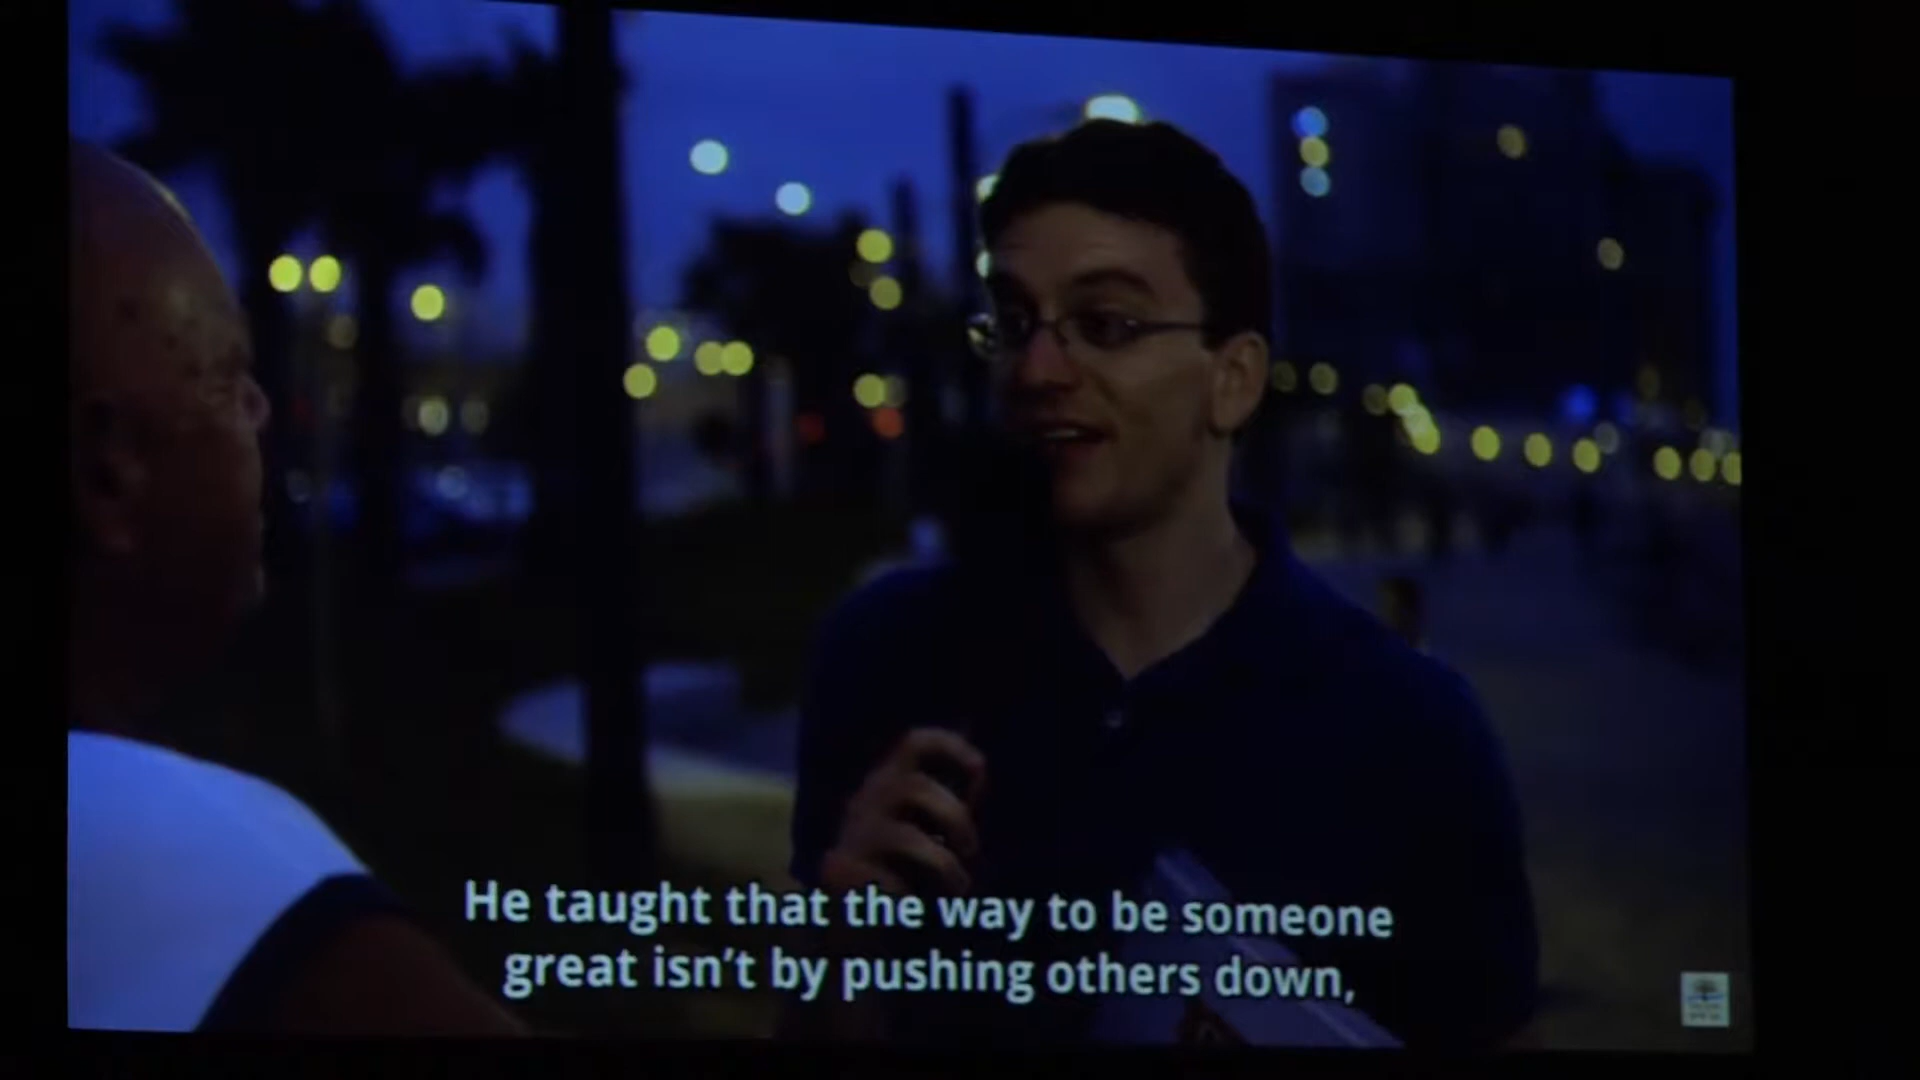 He taught that the way to be someone
great isn't by pushing others down,